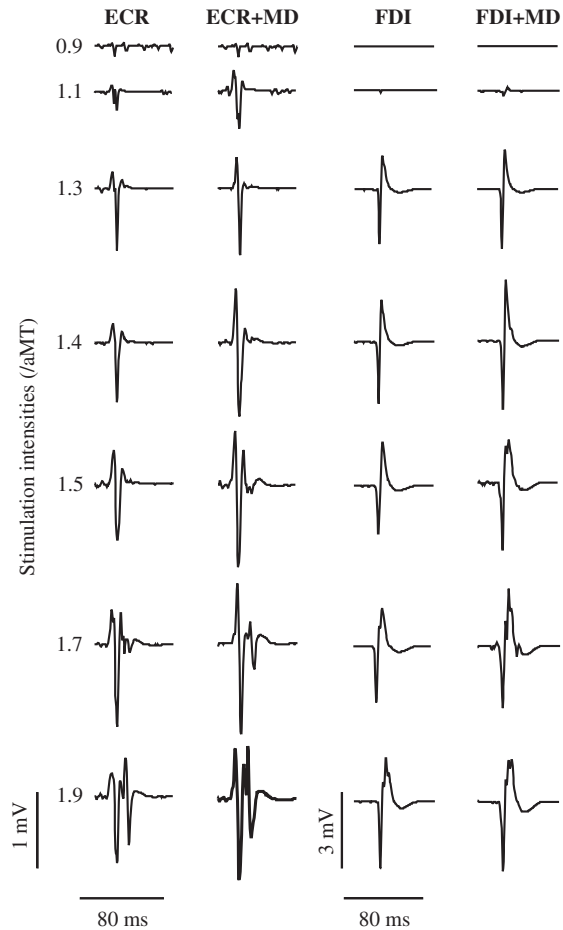 ECR ECR+MD FDI FDI+MD
0.9
1.1
1.3
1.4
1.5
1.7
1.9
Stimulation intensities (/aMT)
1 mV
3 mV
80 ms 80 ms